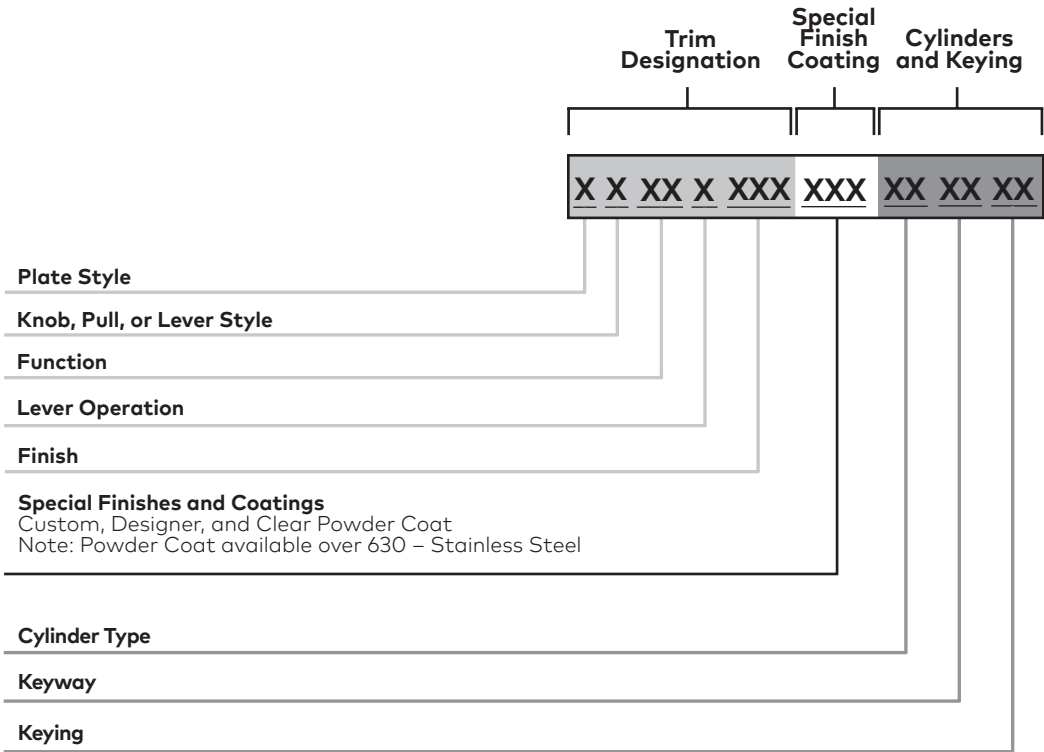 Trim
Designation
Special
Finish
Coating
Cylinders
and Keying
X X XX X XXX XXX XX XX XX
Plate Style
Knob, Pull, or Lever Style
Function
Lever Operation
Finish
Special Finishes and Coatings
Custom, Designer, and Clear Powder Coat
Note: Powder Coat available over 630 – Stainless Steel
Cylinder Type
Keyway
Keying